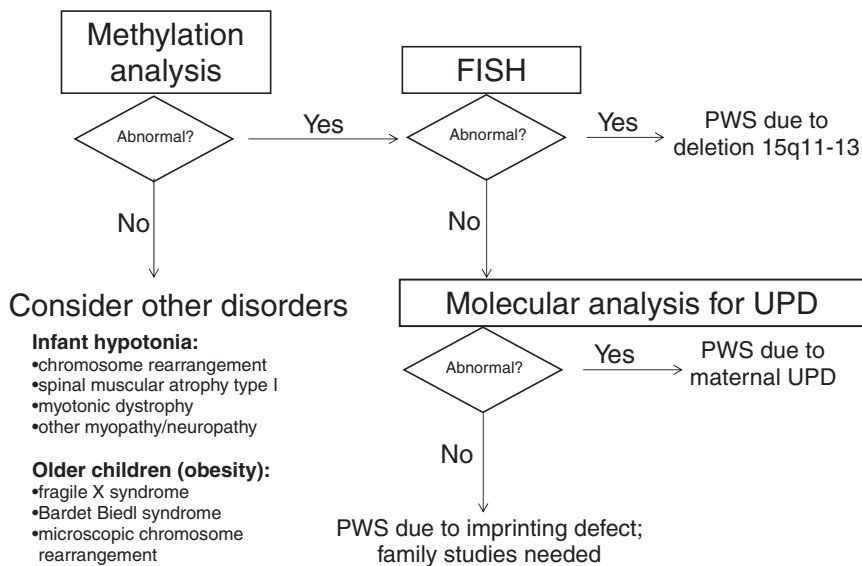 Methylation
analysis
Abnormal?
Yes
FISH
Abnormal?
Yes
PWS due to
deletion 15q11-13
No
No
Consider other disorders
Infant hypotonia:
•chromosome rearrangement
•spinal muscular atrophy type I
•myotonic dystrophy
•other myopathy/neuropathy
Older children (obesity):
•fragile X syndrome
•Bardet Biedl syndrome
•microscopic chromosome
rearrangement
Molecular analysis for UPD
Abnormal?
Yes
PWS due to
maternal UPD
No
PWS due to imprinting defect;
family studies needed